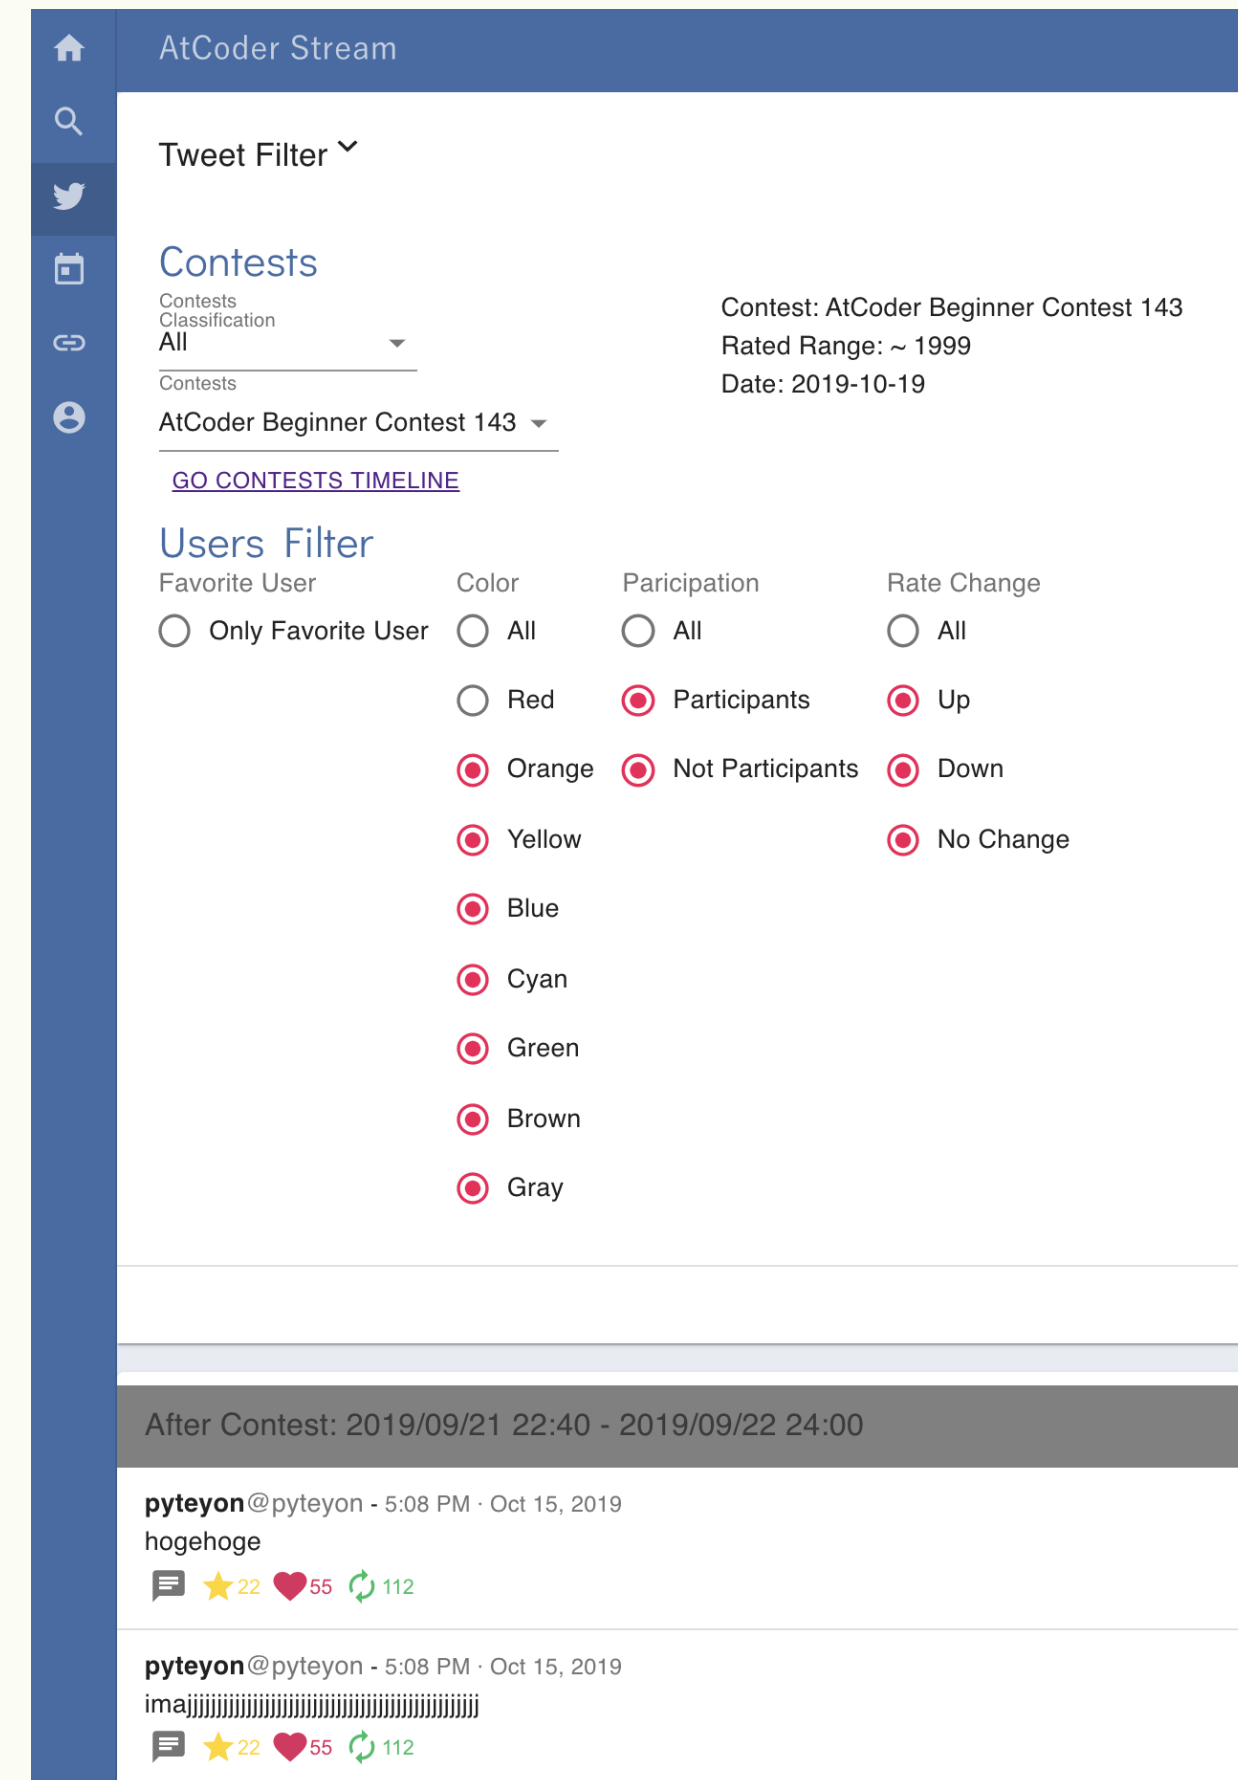 AtCoder Stream
Tweet Filter
Contests
Contests
Classification
All
Contests
AtCoder Beginner Contest 143
GO CONTESTS TIMELINE
Contest: AtCoder Beginner Contest 143
Rated Range: ~ 1999
Date: 2019-10-19
Users Filter
Favorite User Color Paricipation Rate Change
Only Favorite User All All All
Red Participants Up
Orange Not Participants Down
Yellow No Change
Blue
Cyan
Green
Brown
Gray
After Contest: 2019/09/21 22:40 - 2019/09/22 24:00
pyteyon@pyteyon - 5:08 PM · Oct 15, 2019
hogehoge
22 55 112
pyteyon@pyteyon - 5:08 PM · Oct 15, 2019
22 55 112